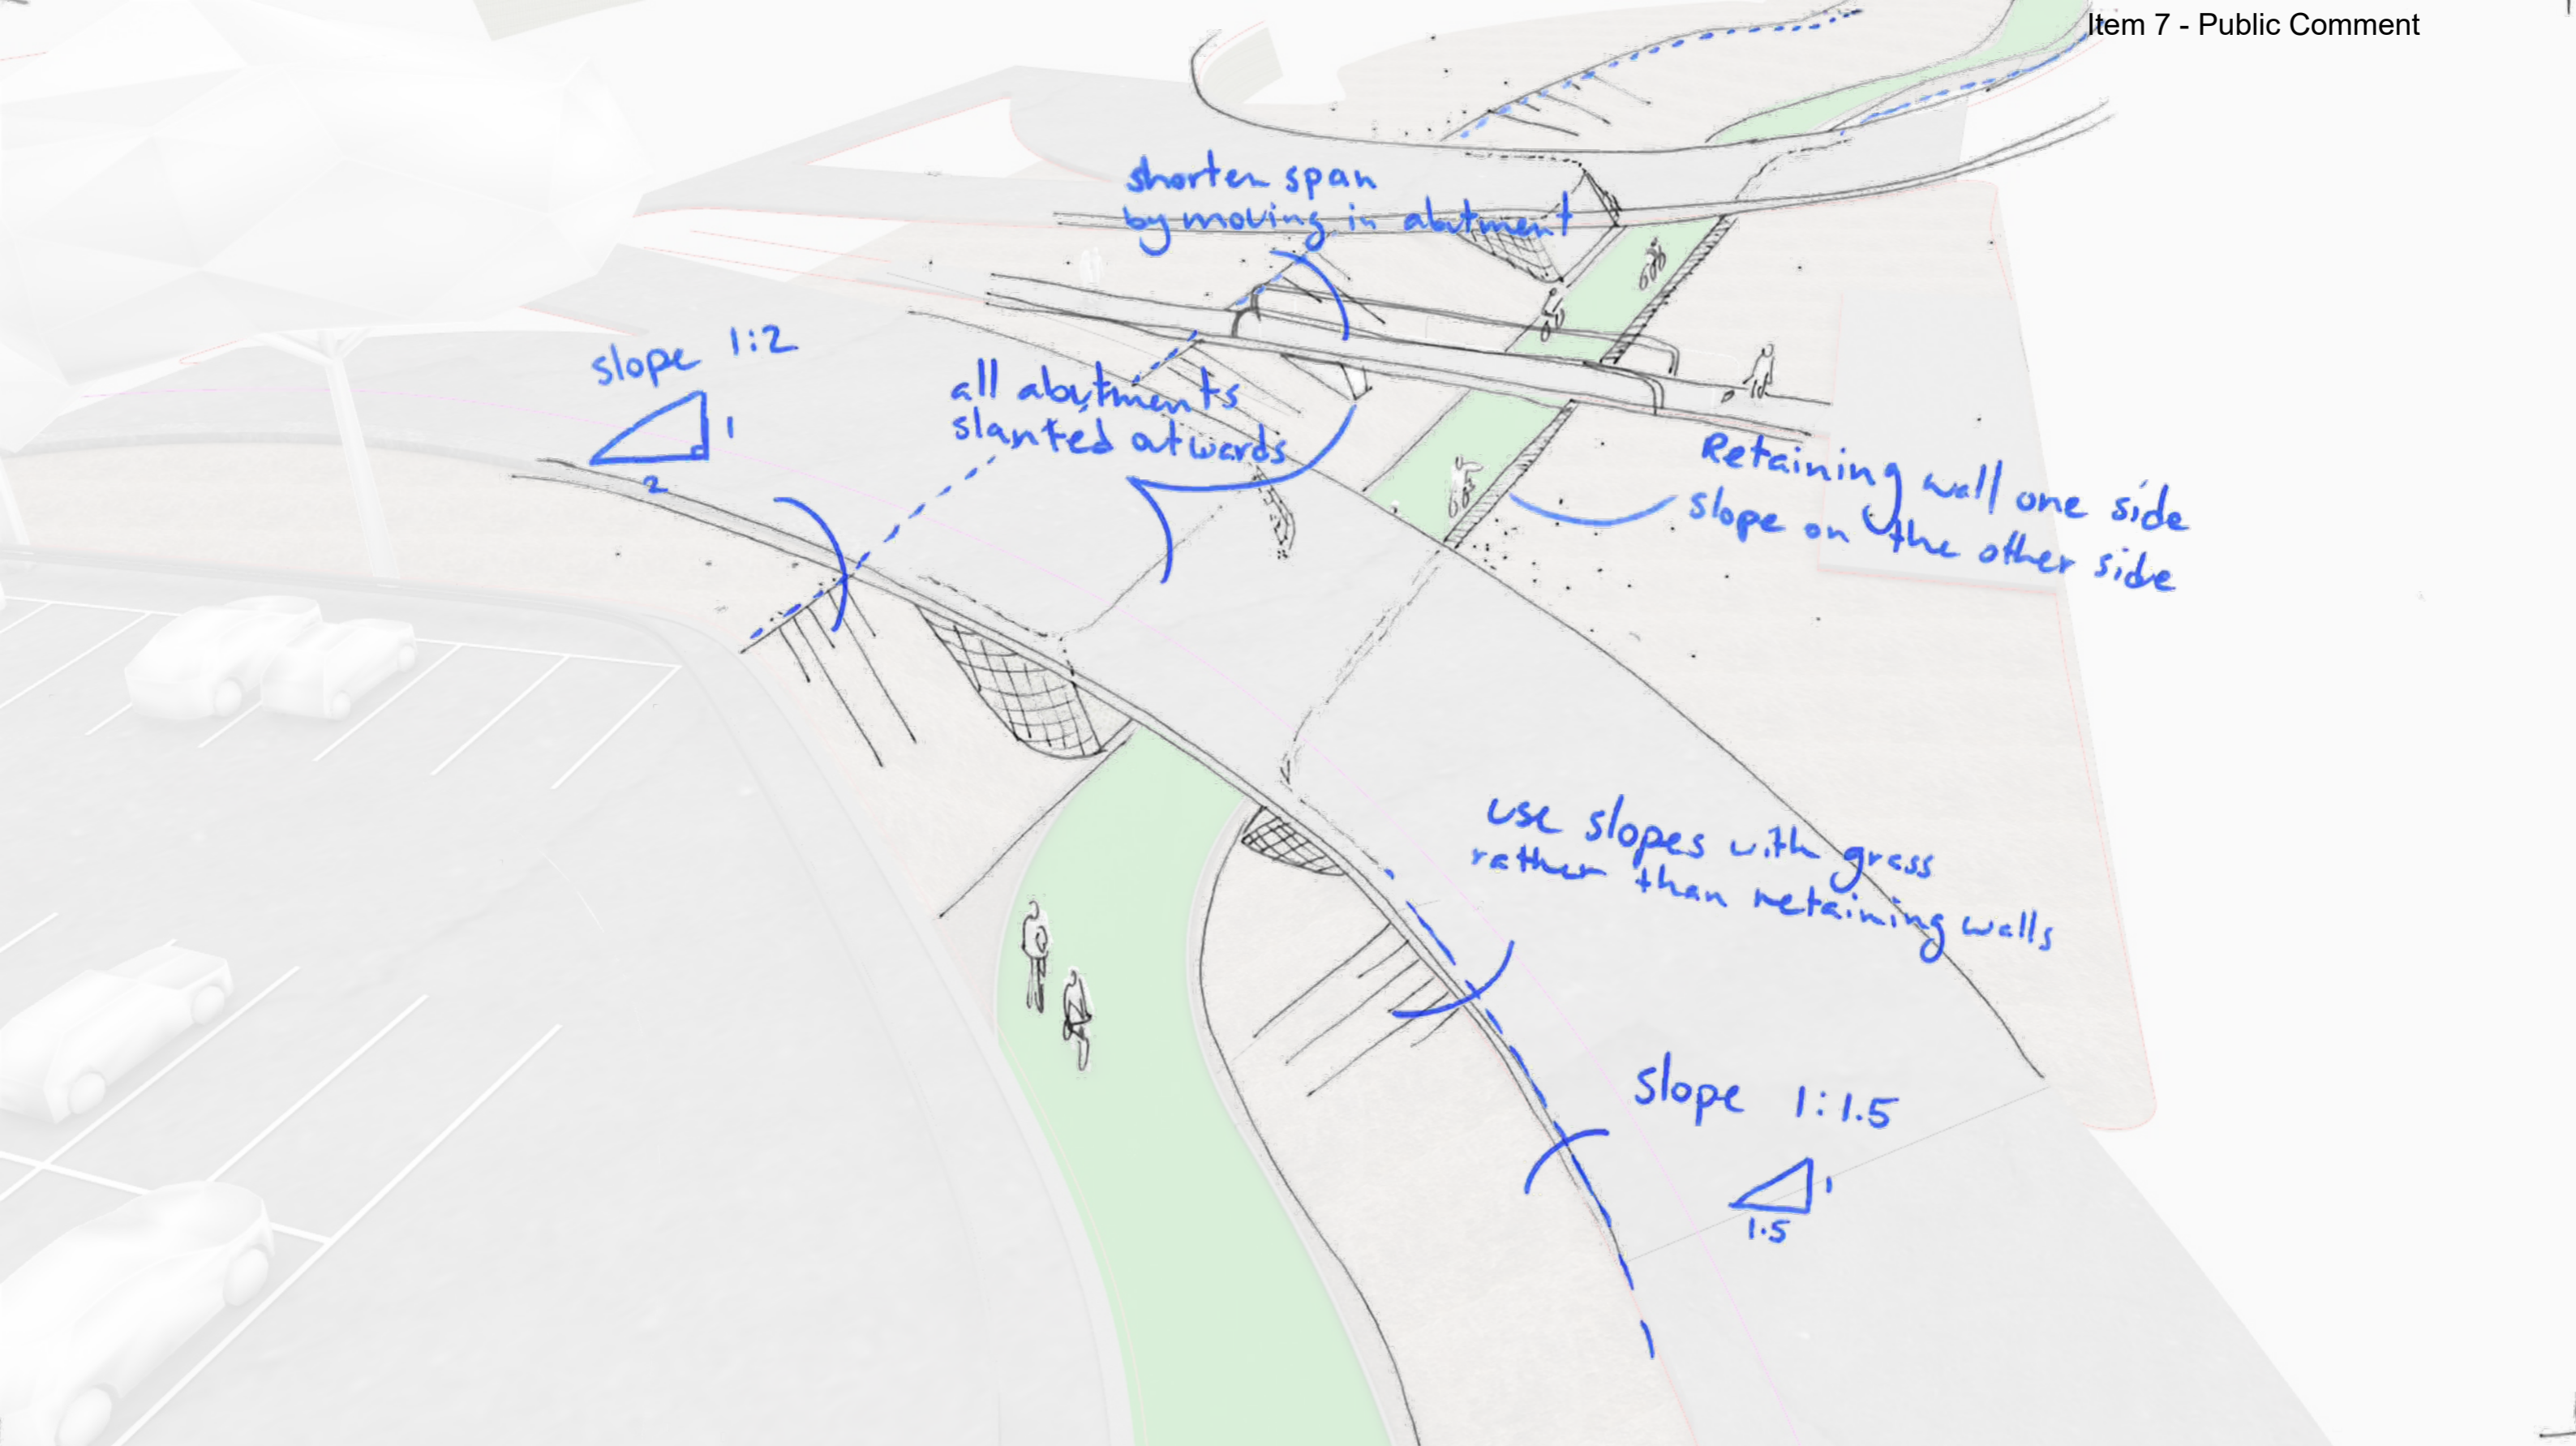 Item 7 - Public Comment
shorten span
by moving in abutment
slope 1:2
1
2
all abutments
slanted outwards
Retaining wall one side
slope on the other side
use slopes with grass
rather than retaining walls
slope 1:1.5
1
1.5